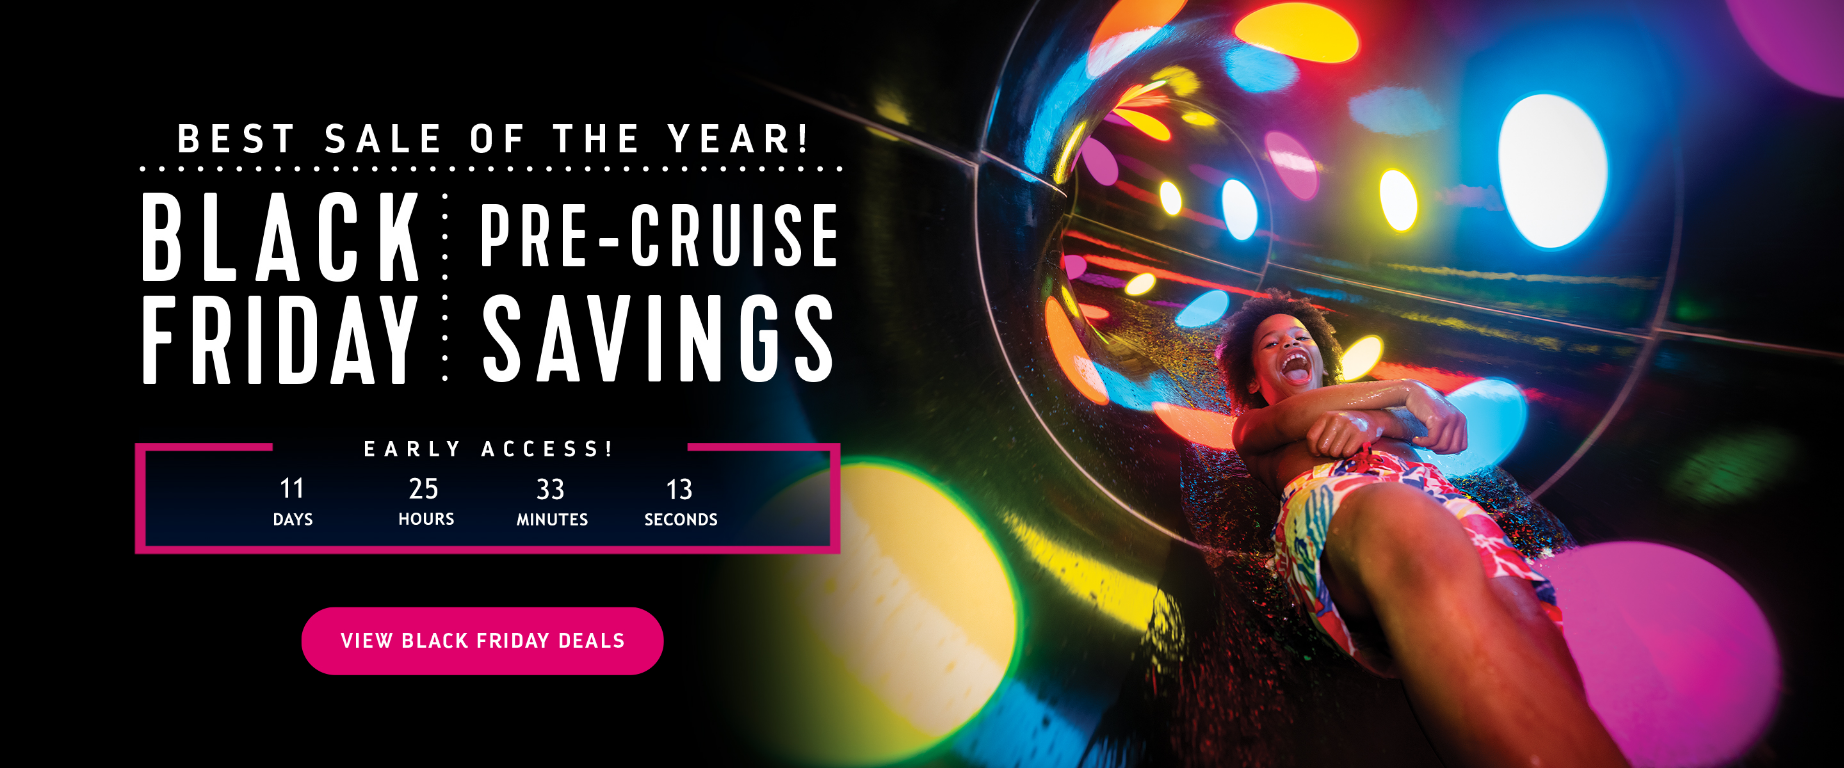 BEST SALE OF THE YEAR!
BLACK
FRIDAY
PRE-CRUISE
SAVINGS
EARLY ACCESS!
11 25 33 13
DAYS HOURS MINUTES SECONDS
VIEW BLACK FRIDAY DEALS